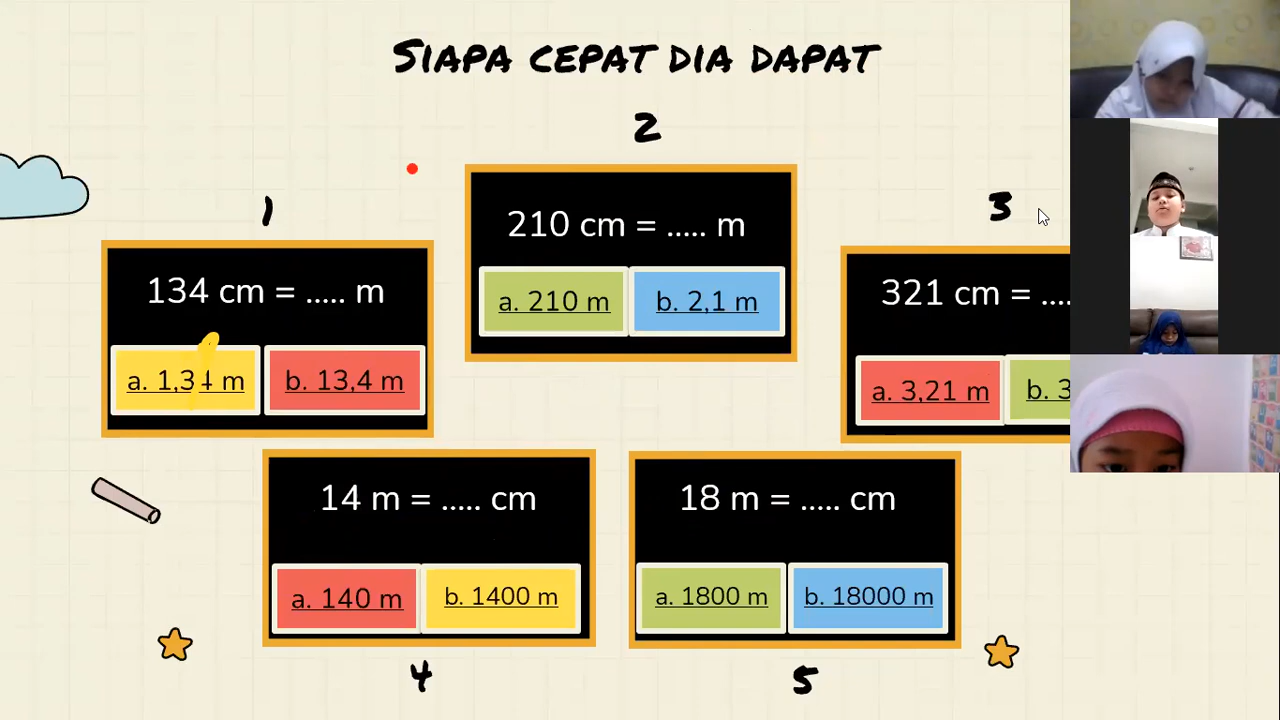 SIAPA CEPAT DIA DAPAT
1
134 cm = ..... m
a. 1,34 m
b. 13,4 m
2
210 cm = ..... m
a. 210 m
b. 2,1 m
3
321 cm = ....
a. 3,21 m
b. 3
14 m = ..... cm
a. 140 m
b. 1400 m
4
18 m = ..... cm
a. 1800 m
b. 18000 m
5